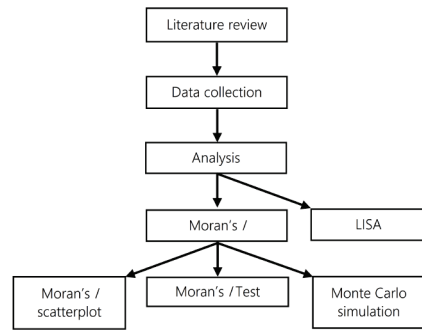 Literature review
Data collection
Analysis
Moran's I
LISA
Moran's I
scatterplot
Moran's I Test
Monte Carlo
simulation